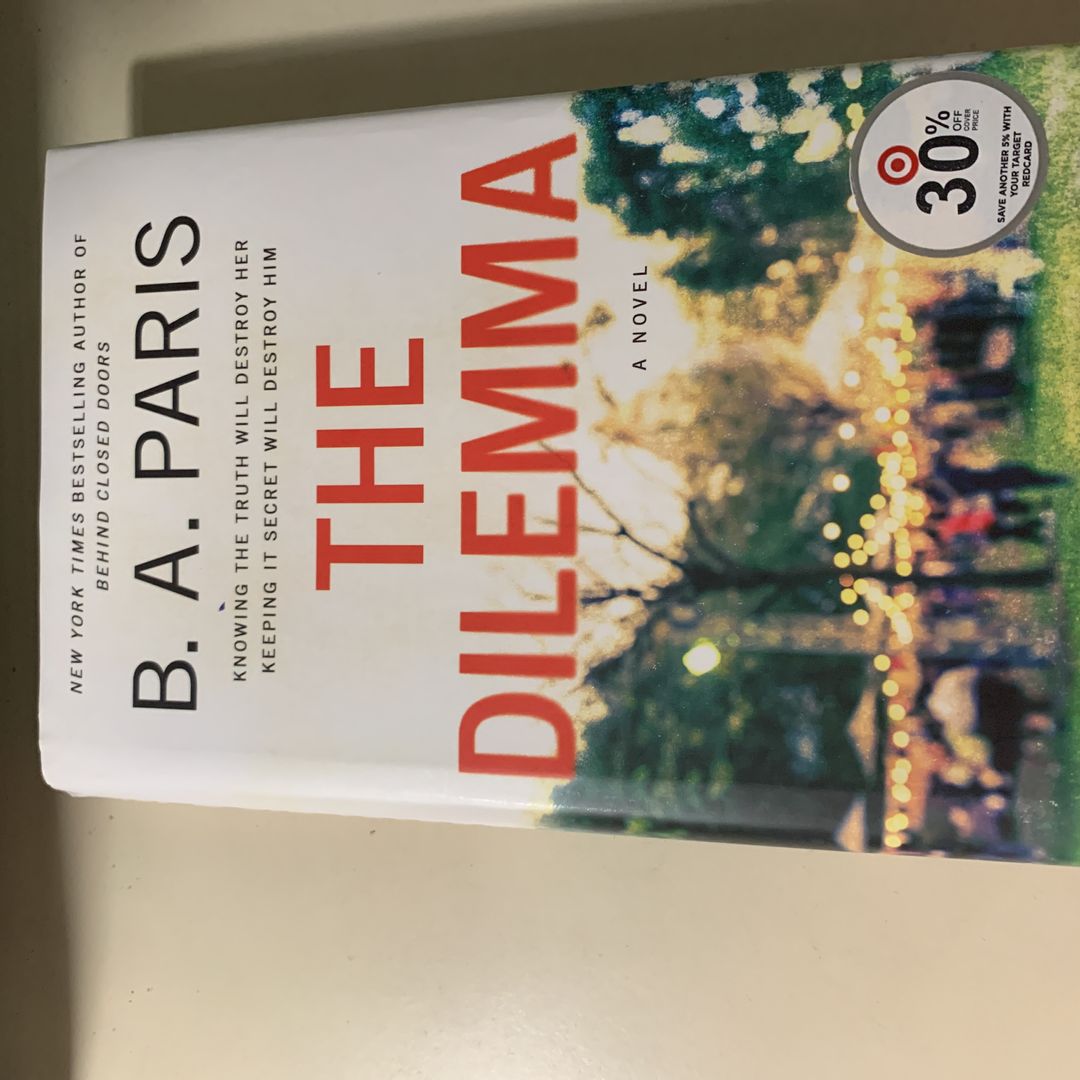 NEW YORK TIMES BESTSELLING AUTHOR OF
BEHIND CLOSED DOORS
B. A. PARIS
KNOWING THE TRUTH WILL DESTROY HER
KEEPING IT SECRET WILL DESTROY HIM
THE
DILEMMA
A NOVEL
30%
OFF
COVER
PRICE
SAVE ANOTHER 5% WITH
YOUR TARGET
REDCARD